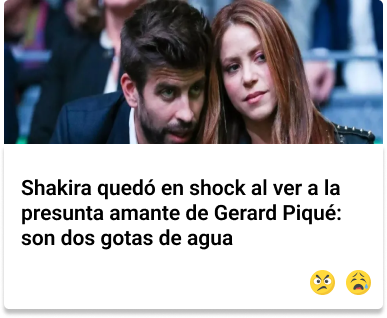 Shakira quedó en shock al ver a la
presunta amante de Gerard Piqué:
son dos gotas de agua